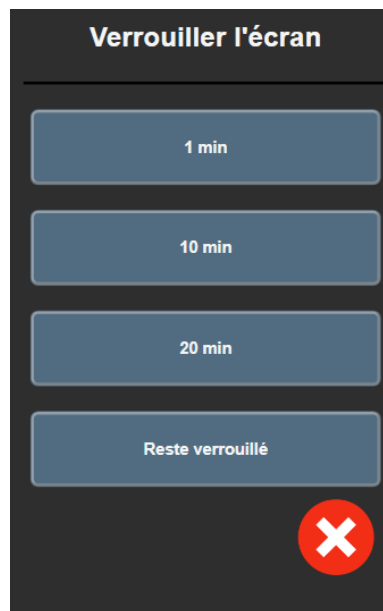 Verrouiller l'écran
1 min
10 min
20 min
Reste verrouillé